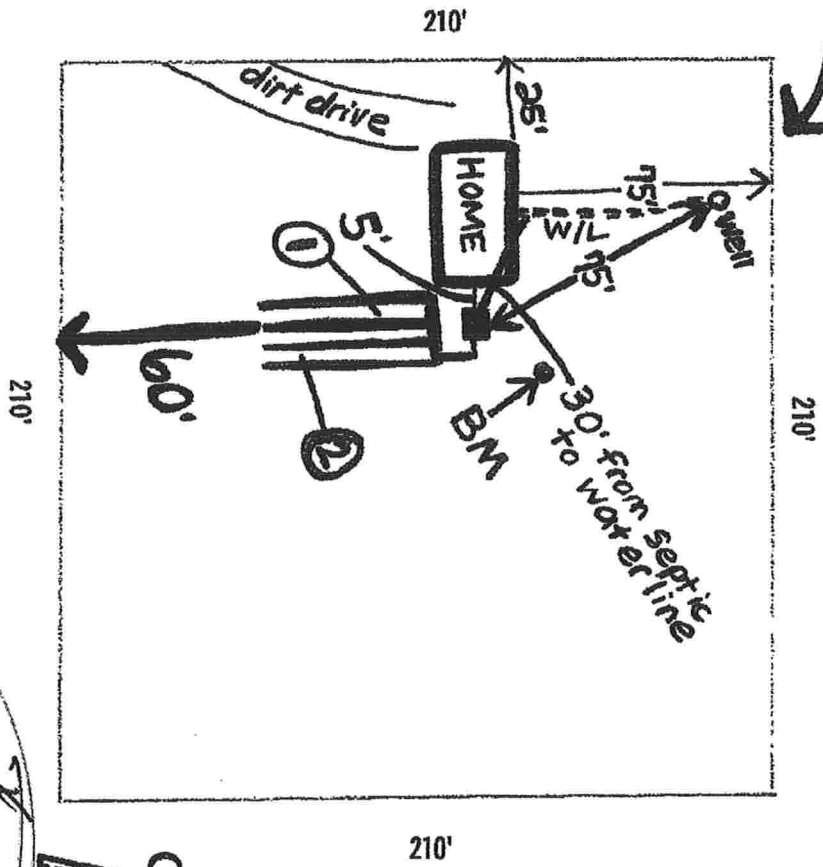 210'
dirt drive
25'
HOME
75'
well
W/L
75'
5'
1
2
60'
BM
30' from septic
to waterline
210'
210'
210'